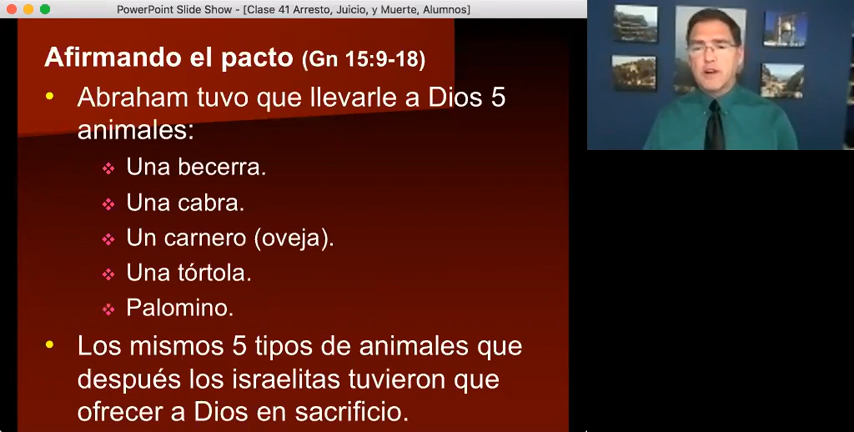 PowerPoint Slide Show - [Clase 41 Arresto, Juicio, y Muerte, Alumnos]
Afirmando el pacto (Gn 15:9-18)
• Abraham tuvo que llevarle a Dios 5
animales:
❖ Una becerra.
❖ Una cabra.
❖ Un carnero (oveja).
❖ Una tórtola.
❖ Palomino.
• Los mismos 5 tipos de animales que
después los israelitas tuvieron que
ofrecer a Dios en sacrificio.